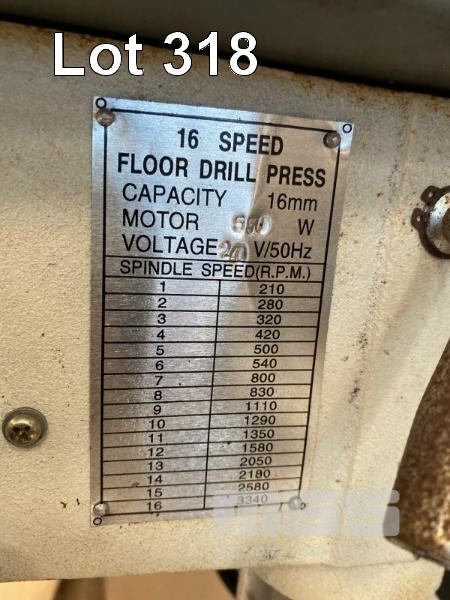 Lot 318
16 SPEED
FLOOR DRILL PRESS
CAPACITY 16mm
MOTOR W
VOLTAGE 240 V/50Hz
SPINDLE SPEED(R.P.M.)
1 210
2 280
3 320
4 420
5 500
6 540
7 800
8 830
9 1110
10 1290
11 1350
12 1580
13 2050
14 2180
15 2580
16 3340